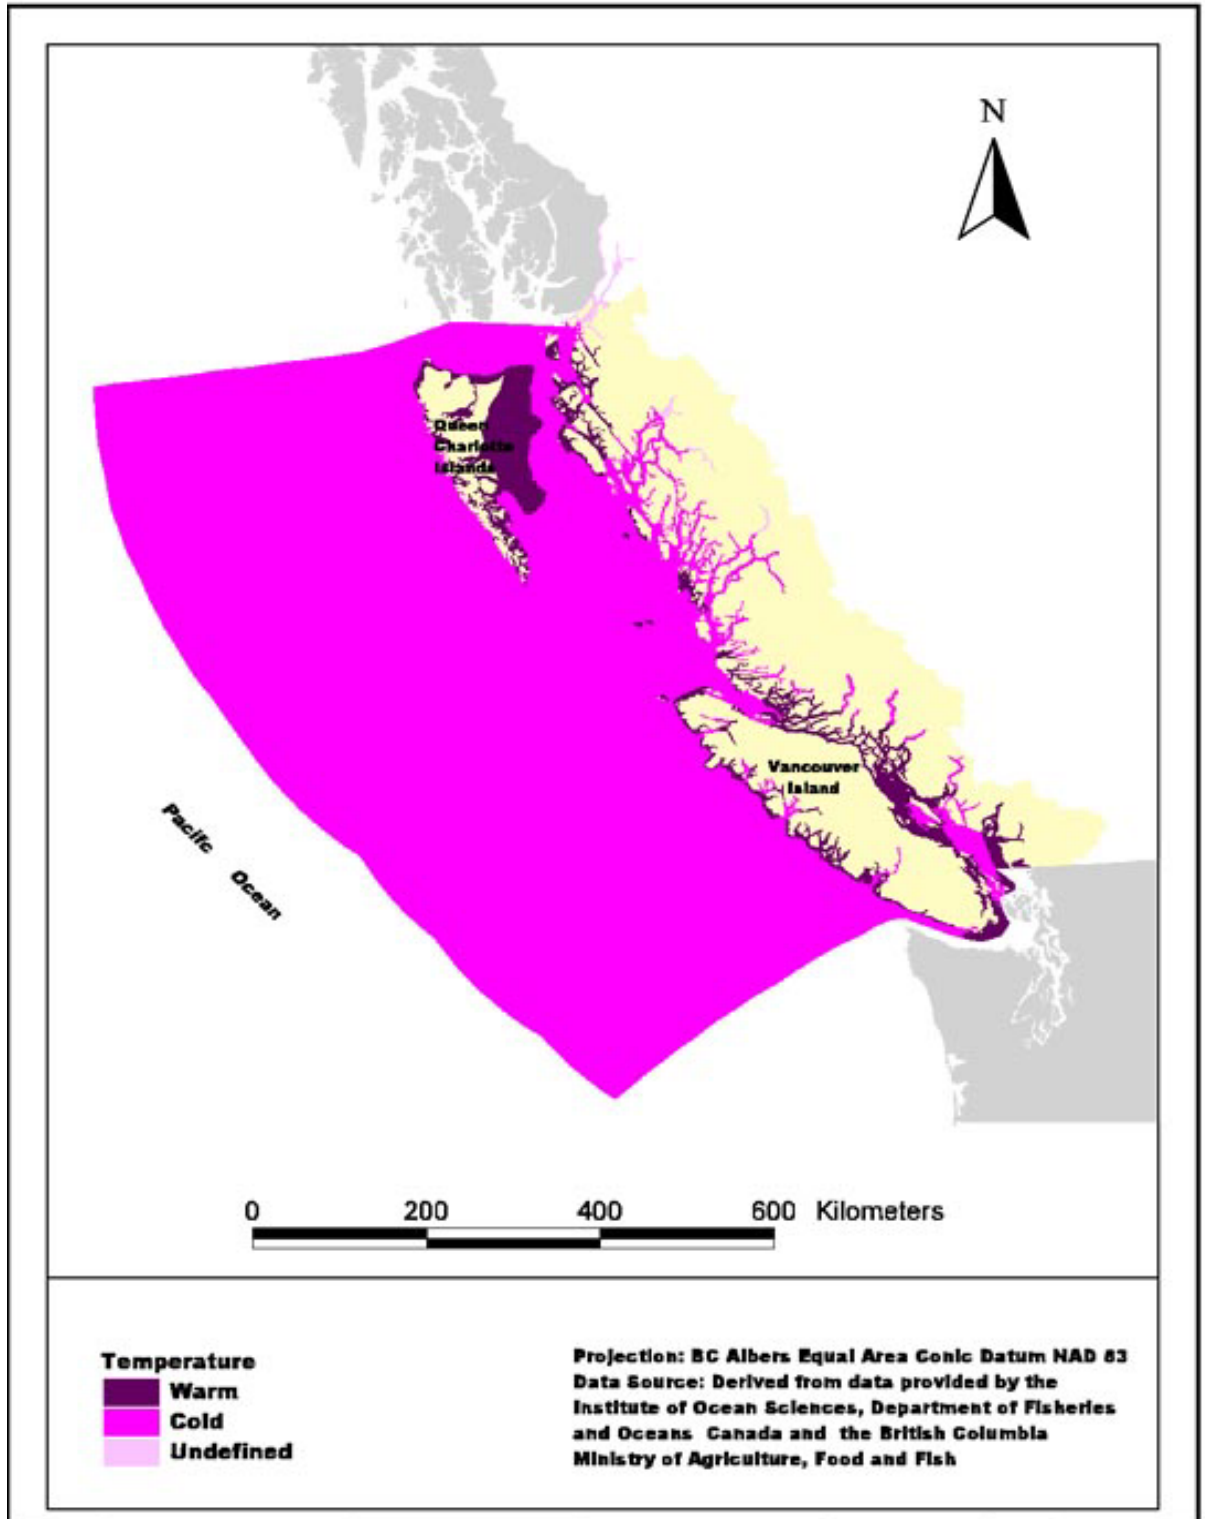 N
Queen
Charlotte
Islands
Vancouver
Island
Pacific Ocean
0 200 400 600 Kilometers
Temperature
Warm
Cold
Undefined
Projection: BC Albers Equal Area Conic Datum NAD 83
Data Source: Derived from data provided by the
Institute of Ocean Sciences, Department of Fisheries
and Oceans Canada and the British Columbia
Ministry of Agriculture, Food and Fish